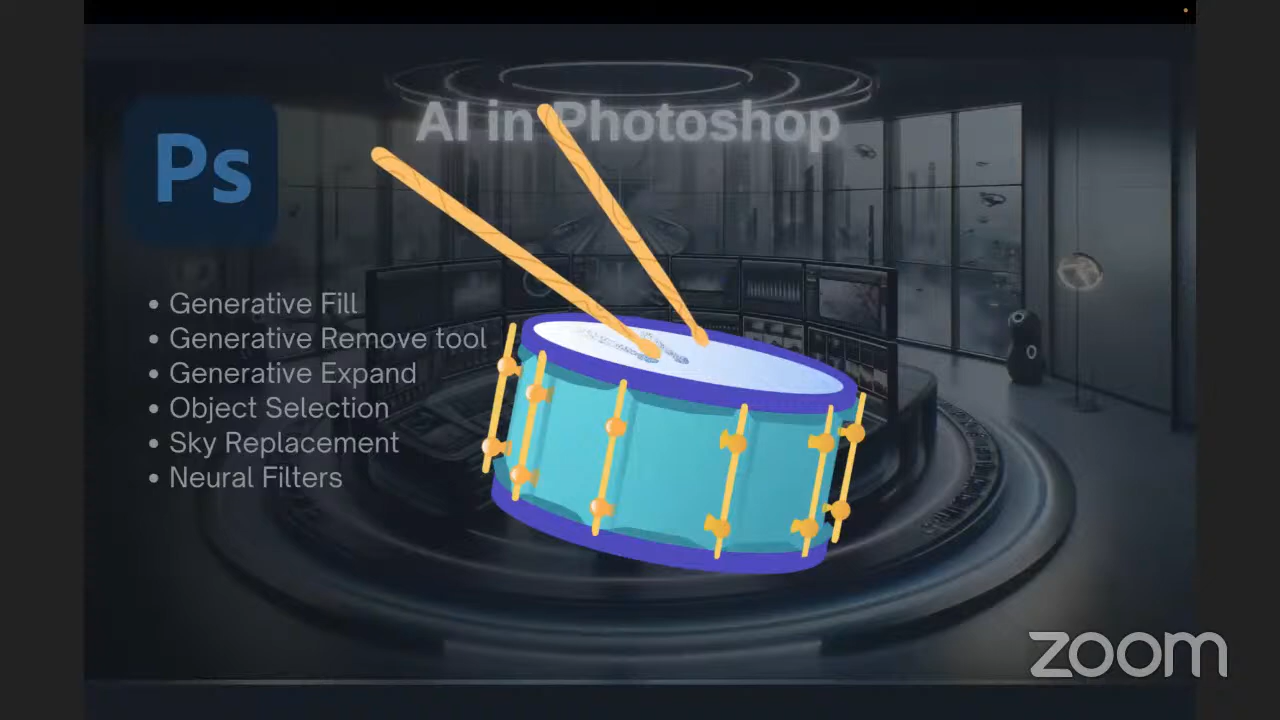 AI in Photoshop
Ps
• Generative Fill
• Generative Remove tool
• Generative Expand
• Object Selection
• Sky Replacement
• Neural Filters
zoom